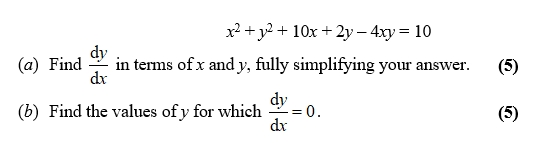 x² + y² + 10x + 2y – 4xy = 10
(a) Find dy/dx in terms of x and y, fully simplifying your answer. (5)
(b) Find the values of y for which dy/dx = 0. (5)